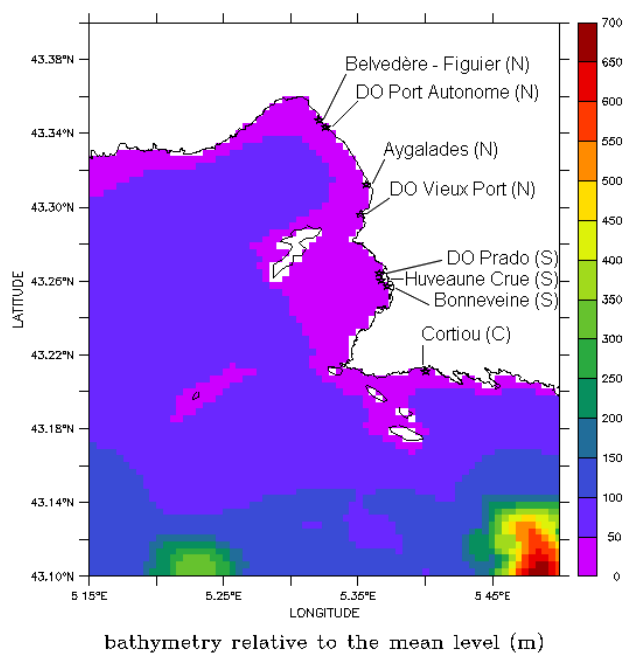 43.38°N
43.34°N
43.30°N
43.26°N
43.22°N
43.18°N
43.14°N
43.10°N
LATITUDE
Belvedère - Figuier (N)
DO Port Autonome (N)
Aygalades (N)
DO Vieux Port (N)
DO Prado (S)
Huveaune Crue (S)
Bonneveine (S)
Cortiou (C)
5.15°E
5.25°E
5.35°E
5.45°E
LONGITUDE
700
650
600
550
500
450
400
350
300
250
200
150
100
50
0
bathymetry relative to the mean level (m)